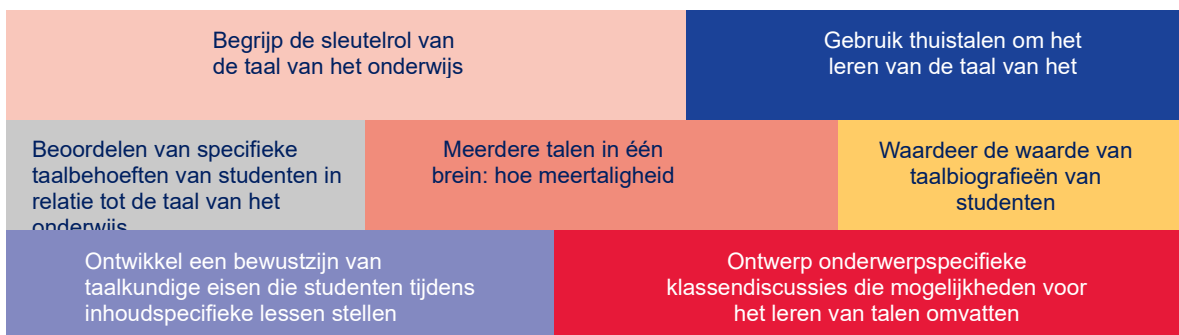 Begrijp de sleutelrol van
de taal van het onderwijs
Gebruik thuistalen om het
leren van de taal van het
Beoordelen van specifieke
taalbehoeften van studenten in
relatie tot de taal van het
onderwijs
Meerdere talen in één
brein: hoe meertaligheid
Waardeer de waarde van
taalbiografieën van
studenten
Ontwikkel een bewustzijn van
taalkundige eisen die studenten tijdens
inhoudspecifieke lessen stellen
Ontwerp onderwerpspecifieke
klassendiscussies die mogelijkheden voor
het leren van talen omvatten